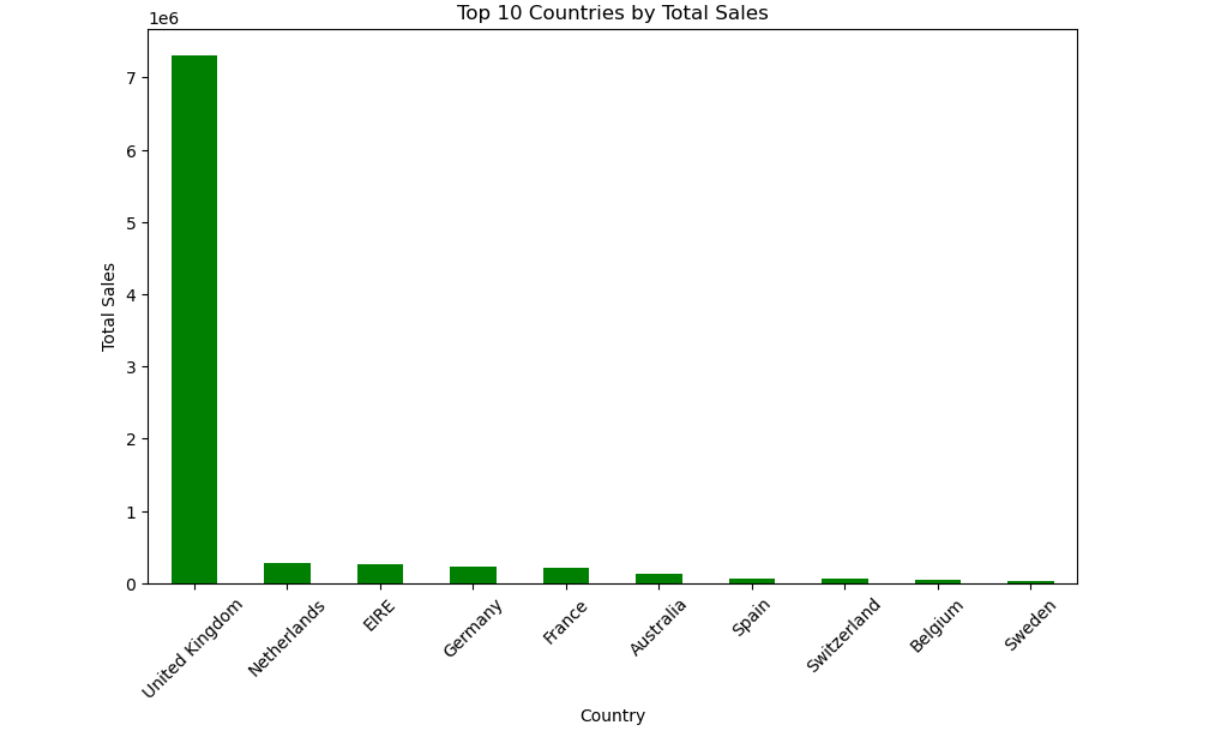 Top 10 Countries by Total Sales
1e6
7
6
5
4
3
2
1
0
Total Sales
United Kingdom
Netherlands
EIRE
Germany
France
Australia
Spain
Switzerland
Belgium
Sweden
Country